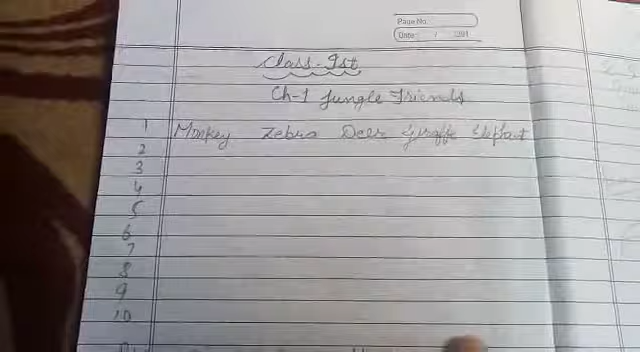 Page No.
Date / /201
Class-Ist
Ch-1 Jungle Friends
1 Monkey Zebra Deer Giraffe Elephant
2
3
4
5
6
7
8
9
10